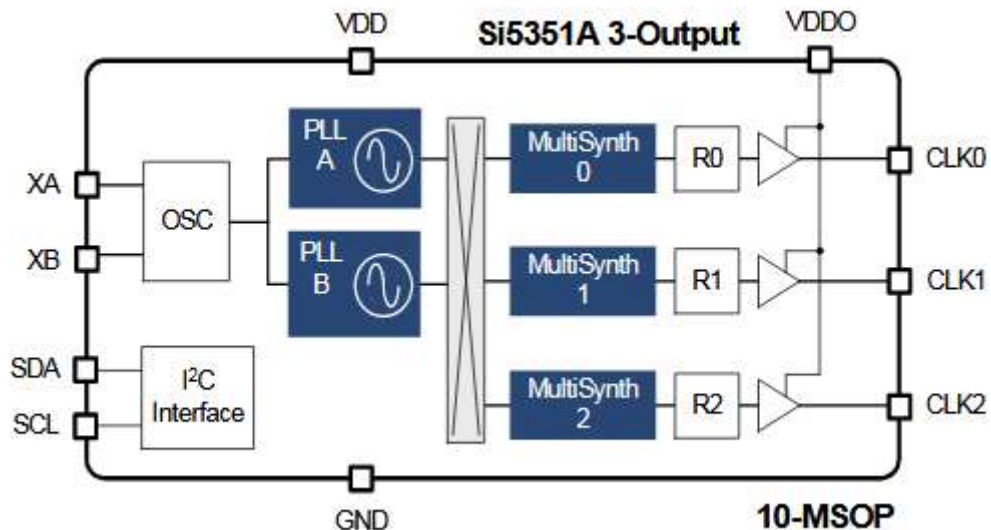 VDD
Si5351A 3-Output
VDDO
PLL
A
MultiSynth
0
R0
CLK0
XA
OSC
XB
PLL
B
MultiSynth
1
R1
CLK1
SDA
I²C
Interface
SCL
MultiSynth
2
R2
CLK2
GND
10-MSOP